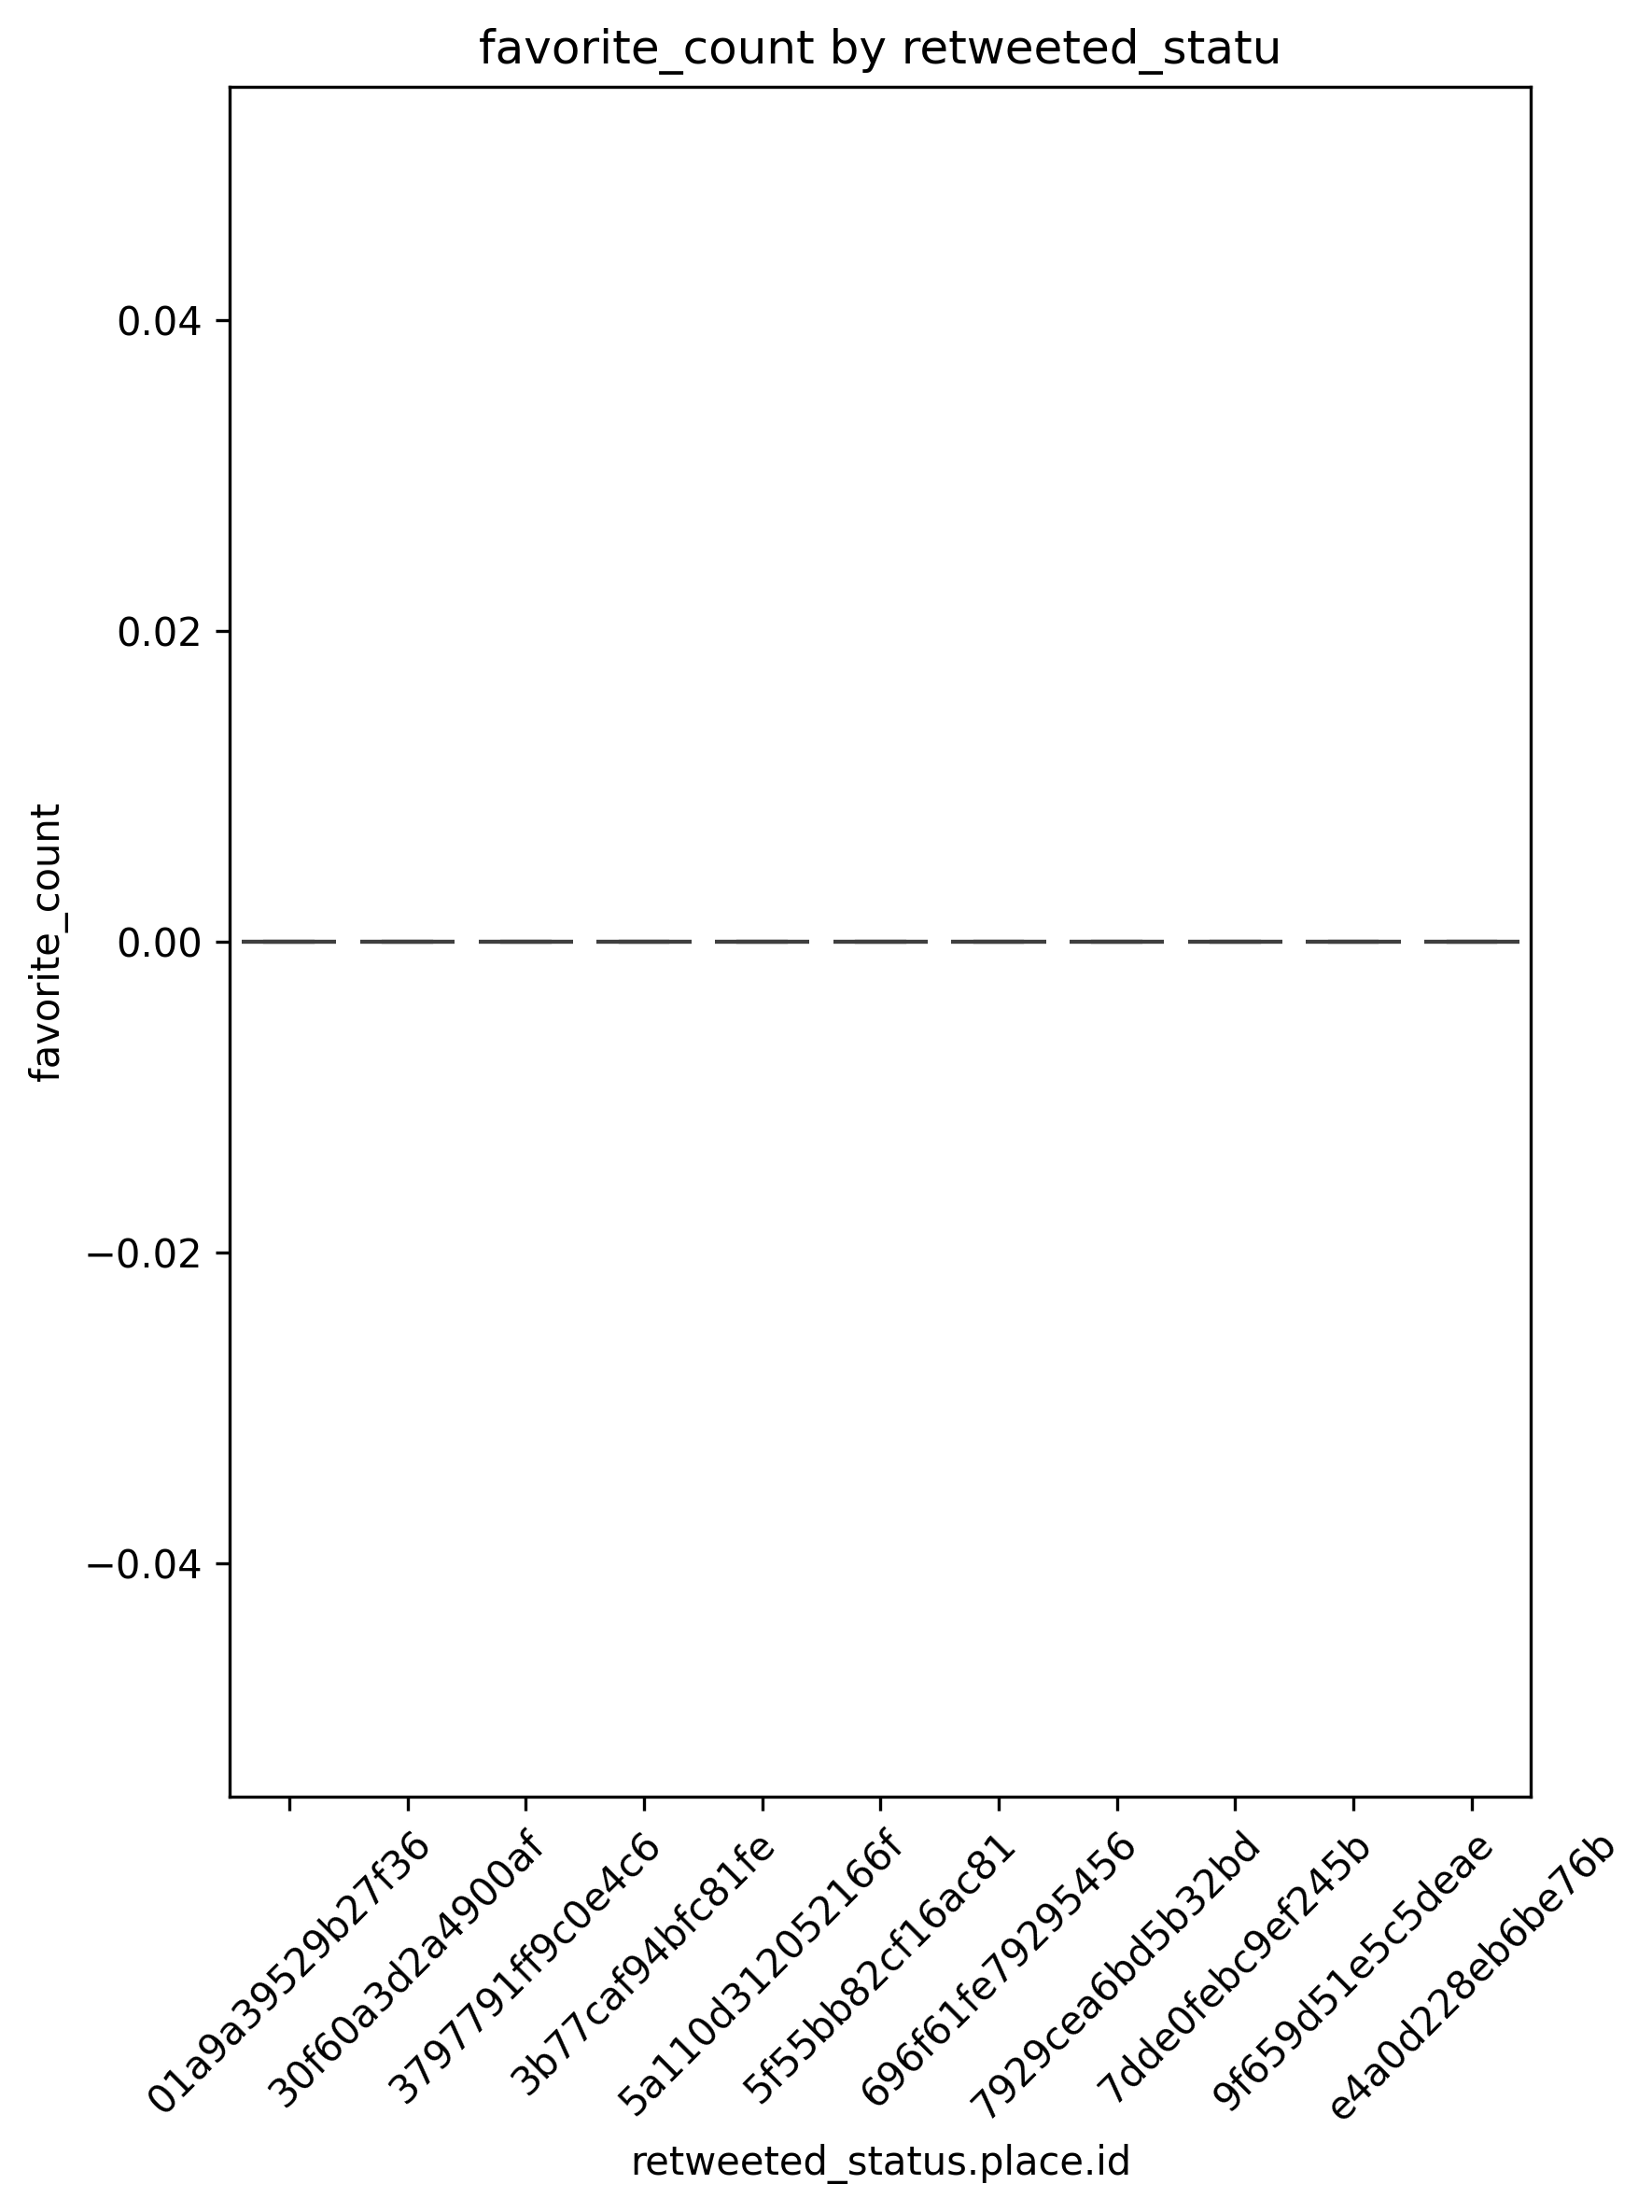 favorite_count by retweeted_statu
favorite_count
0.04
0.02
0.00
−0.02
−0.04
01a9a39529b27f36
30f60a3d2a4900af
3797791ff9c0e4c6
3b77caf94bfc81fe
5a110d312052166f
5f55bb82cf16ac81
696f61fe79295456
7929cea6bd5b32bd
7dde0febc9ef245b
9f659d51e5c5deae
e4a0d228eb6be76b
retweeted_status.place.id